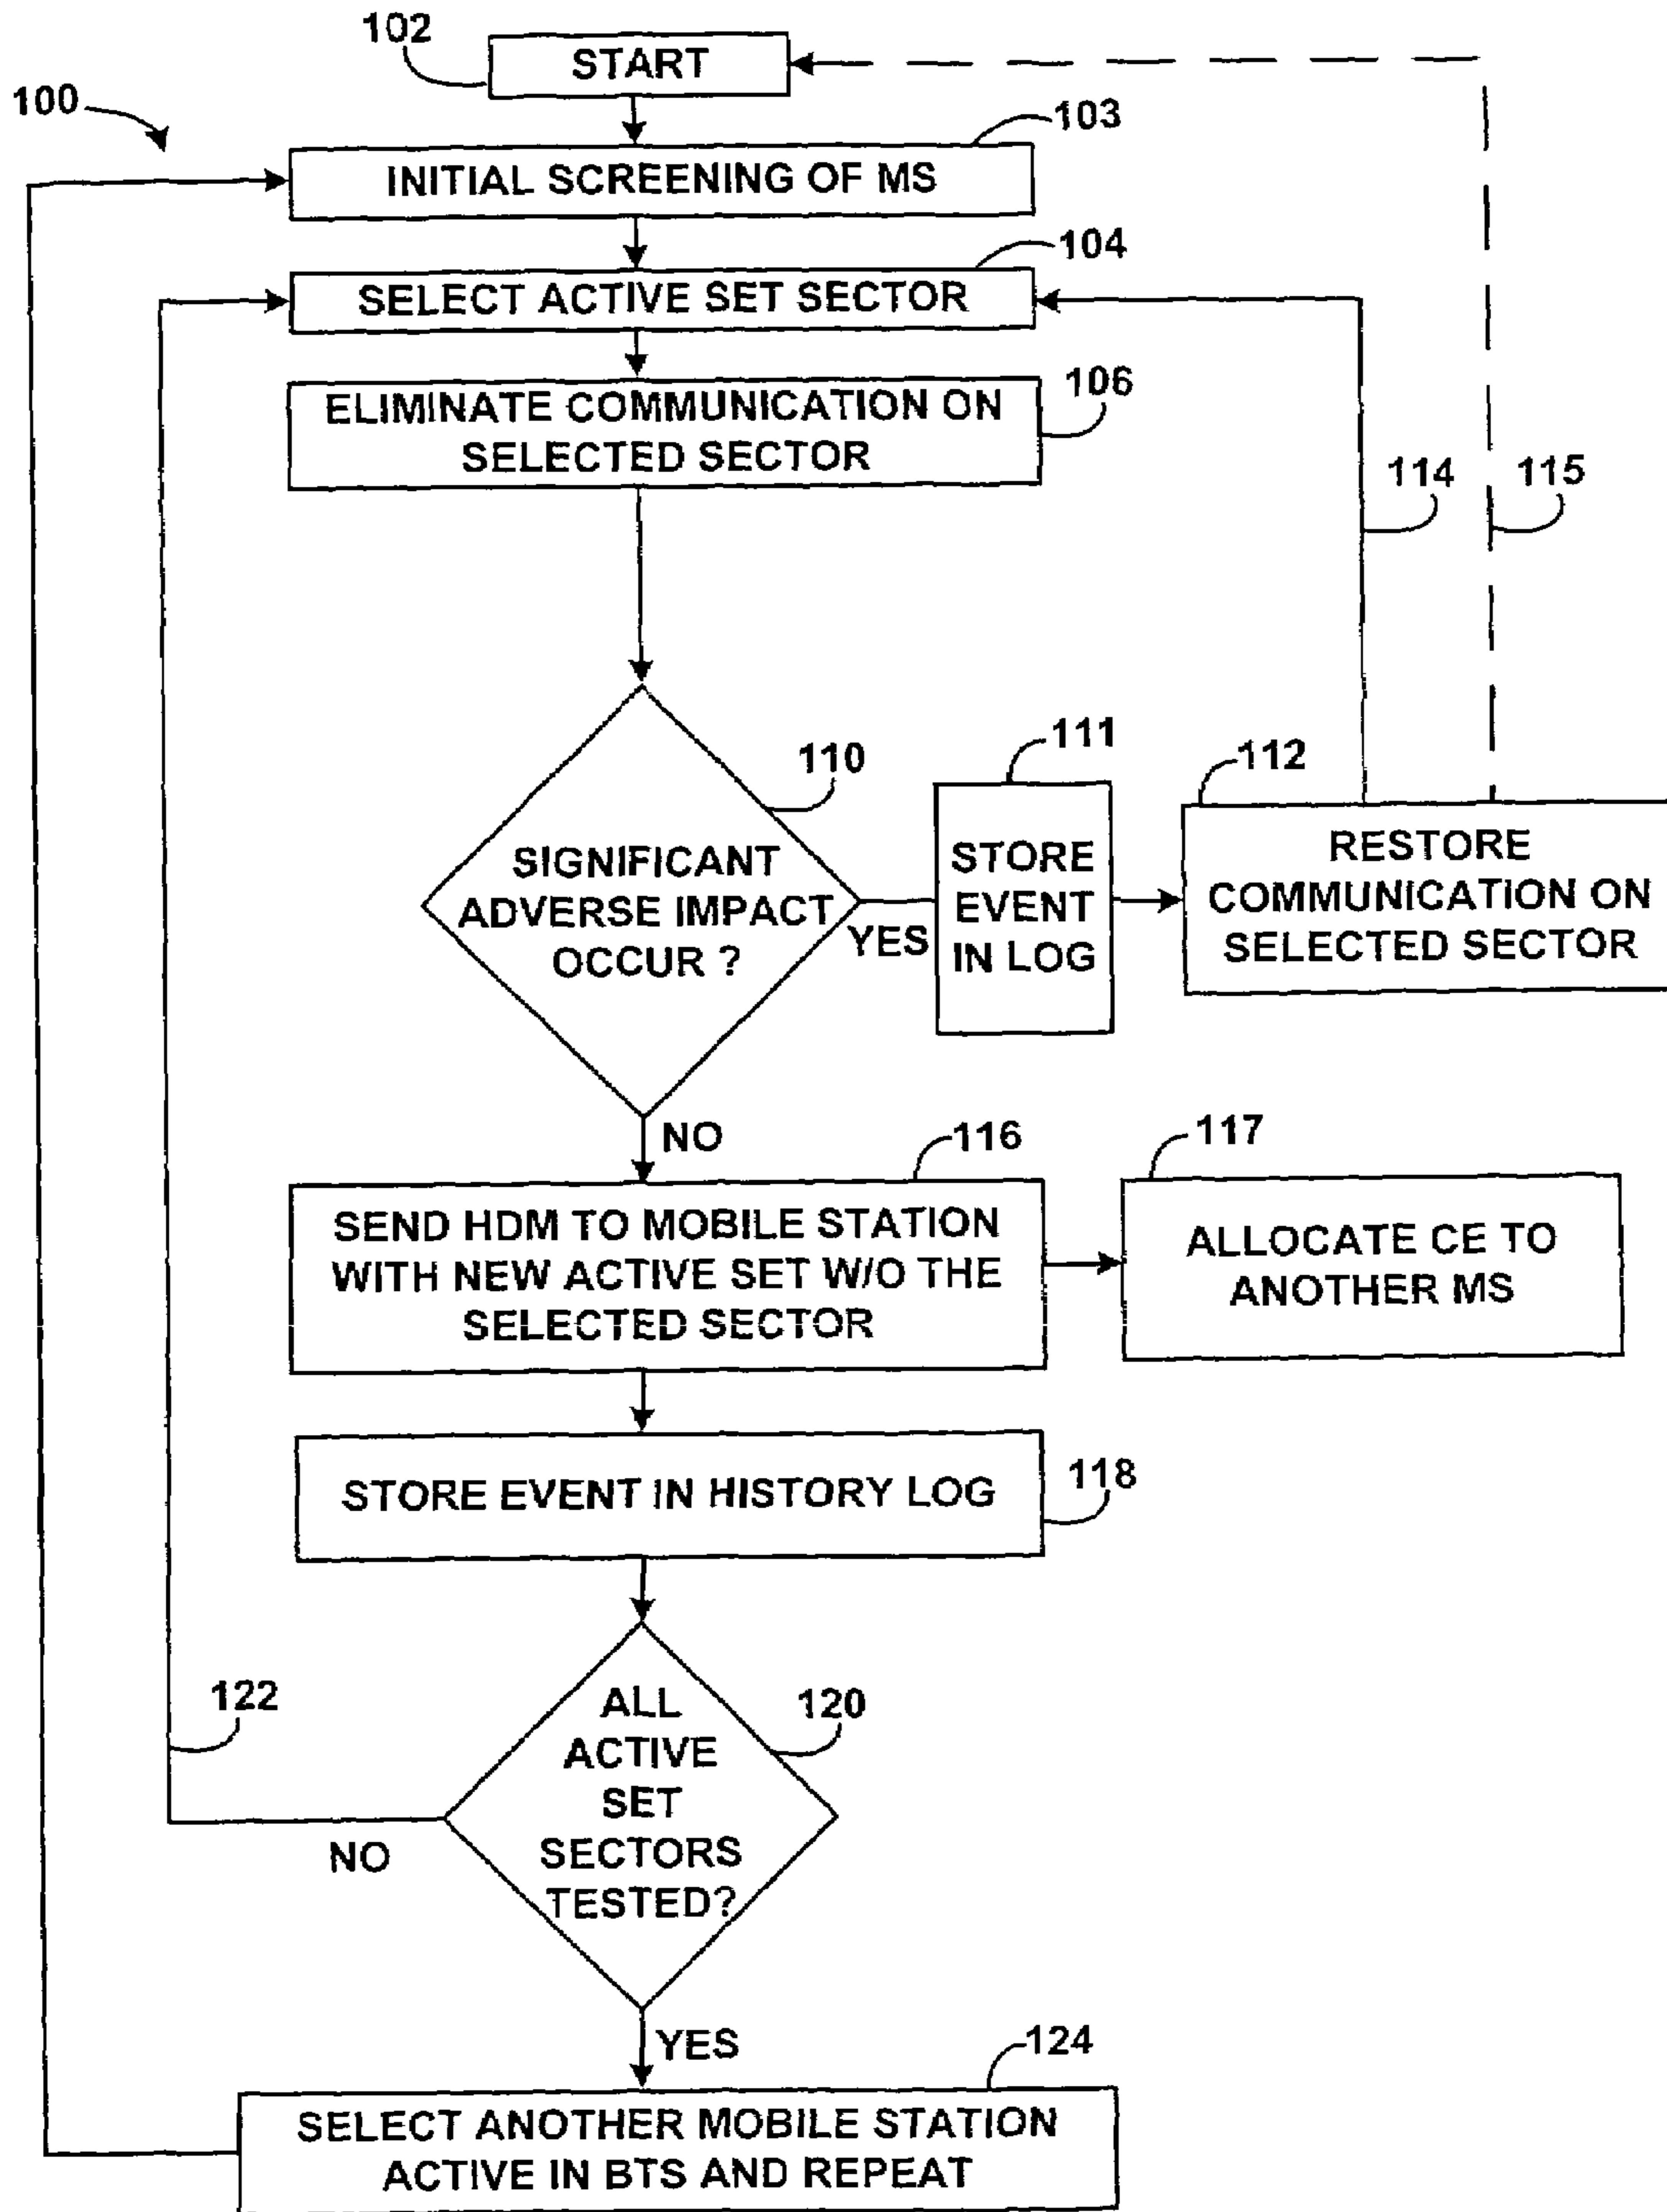 102
START
100
103
INITIAL SCREENING OF MS
104
SELECT ACTIVE SET SECTOR
106
ELIMINATE COMMUNICATION ON
SELECTED SECTOR
114
115
110
SIGNIFICANT
ADVERSE IMPACT
OCCUR ?
YES
111
STORE
EVENT
IN LOG
112
RESTORE
COMMUNICATION ON
SELECTED SECTOR
NO
116
SEND HDM TO MOBILE STATION
WITH NEW ACTIVE SET W/O THE
SELECTED SECTOR
117
ALLOCATE CE TO
ANOTHER MS
STORE EVENT IN HISTORY LOG
118
122
120
ALL
ACTIVE
SET
SECTORS
TESTED?
NO
YES
124
SELECT ANOTHER MOBILE STATION
ACTIVE IN BTS AND REPEAT